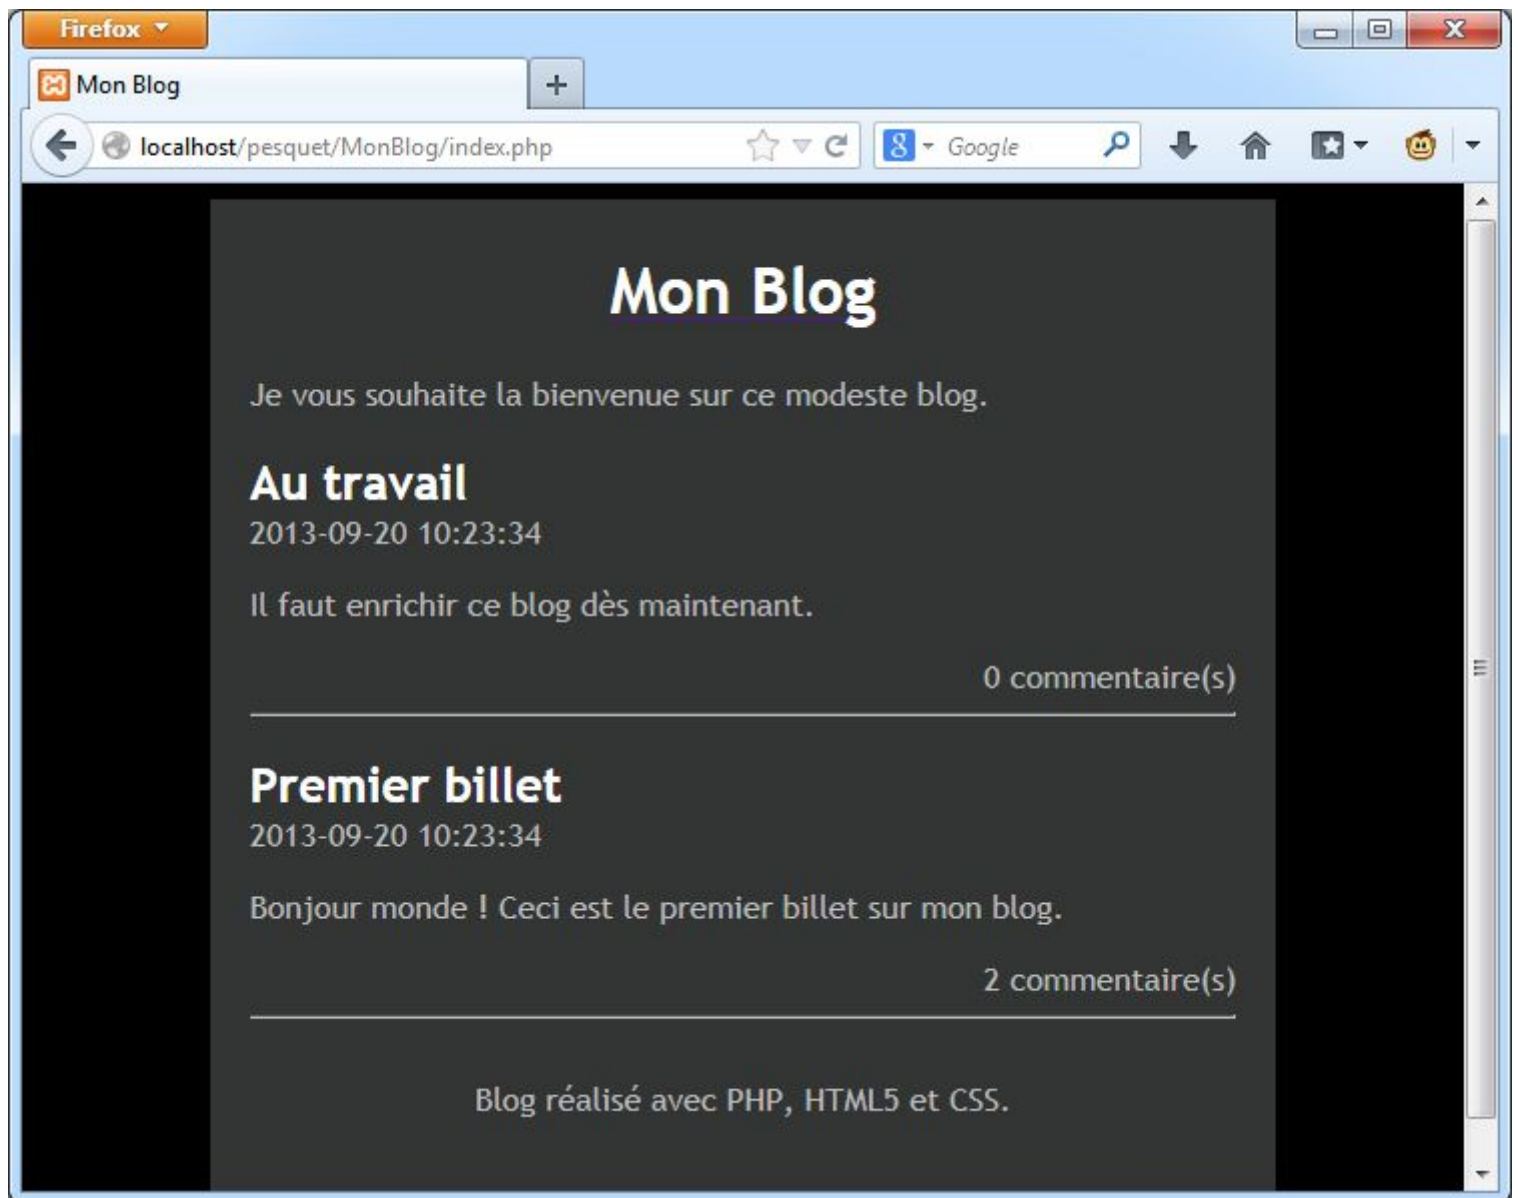 Firefox
Mon Blog
localhost/pesquet/MonBlog/index.php
8
Google
Mon Blog
Je vous souhaite la bienvenue sur ce modeste blog.
Au travail
2013-09-20 10:23:34
Il faut enrichir ce blog dès maintenant.
0 commentaire(s)
Premier billet
2013-09-20 10:23:34
Bonjour monde ! Ceci est le premier billet sur mon blog.
2 commentaire(s)
Blog réalisé avec PHP, HTML5 et CSS.